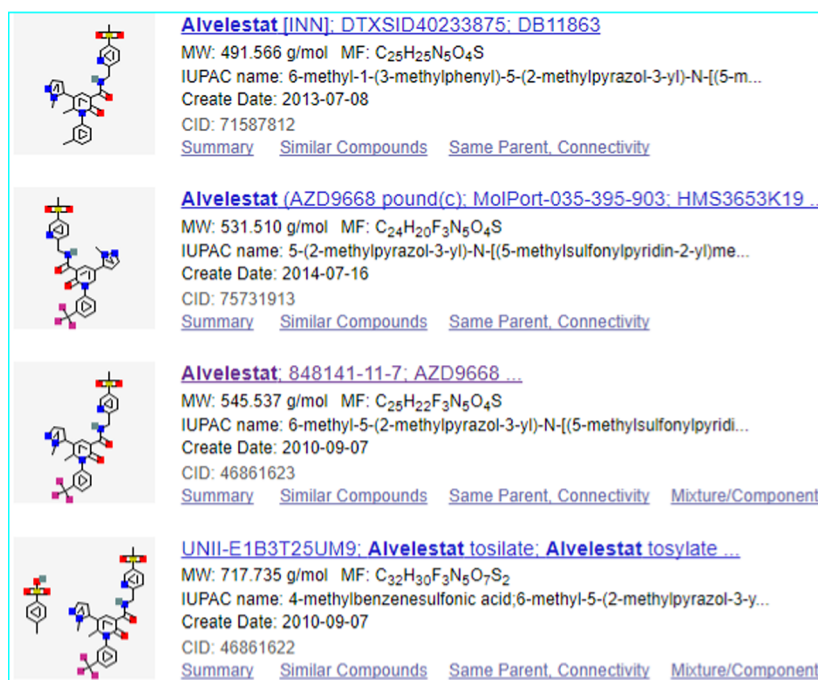 Alvelestat [INN]; DTXSID40233875; DB11863
MW: 491.566 g/mol MF: C25H25N5O4S
IUPAC name: 6-methyl-1-(3-methylphenyl)-5-(2-methylpyrazol-3-yl)-N-[(5-m...
Create Date: 2013-07-08
CID: 71587812
Summary Similar Compounds Same Parent, Connectivity
Alvelestat (AZD9668 pound(c); MolPort-035-395-903; HMS3653K19 ..
MW: 531.510 g/mol MF: C24H20F3N5O4S
IUPAC name: 5-(2-methylpyrazol-3-yl)-N-[(5-methylsulfonylpyridin-2-yl)me...
Create Date: 2014-07-16
CID: 75731913
Summary Similar Compounds Same Parent, Connectivity
Alvelestat; 848141-11-7; AZD9668 ...
MW: 545.537 g/mol MF: C25H22F3N5O4S
IUPAC name: 6-methyl-5-(2-methylpyrazol-3-yl)-N-[(5-methylsulfonylpyridi...
Create Date: 2010-09-07
CID: 46861623
Summary Similar Compounds Same Parent, Connectivity Mixture/Component
UNII-E1B3T25UM9; Alvelestat tosilate; Alvelestat tosylate ...
MW: 717.735 g/mol MF: C32H30F3N5O7S2
IUPAC name: 4-methylbenzenesulfonic acid;6-methyl-5-(2-methylpyrazol-3-y...
Create Date: 2010-09-07
CID: 46861622
Summary Similar Compounds Same Parent, Connectivity Mixture/Component